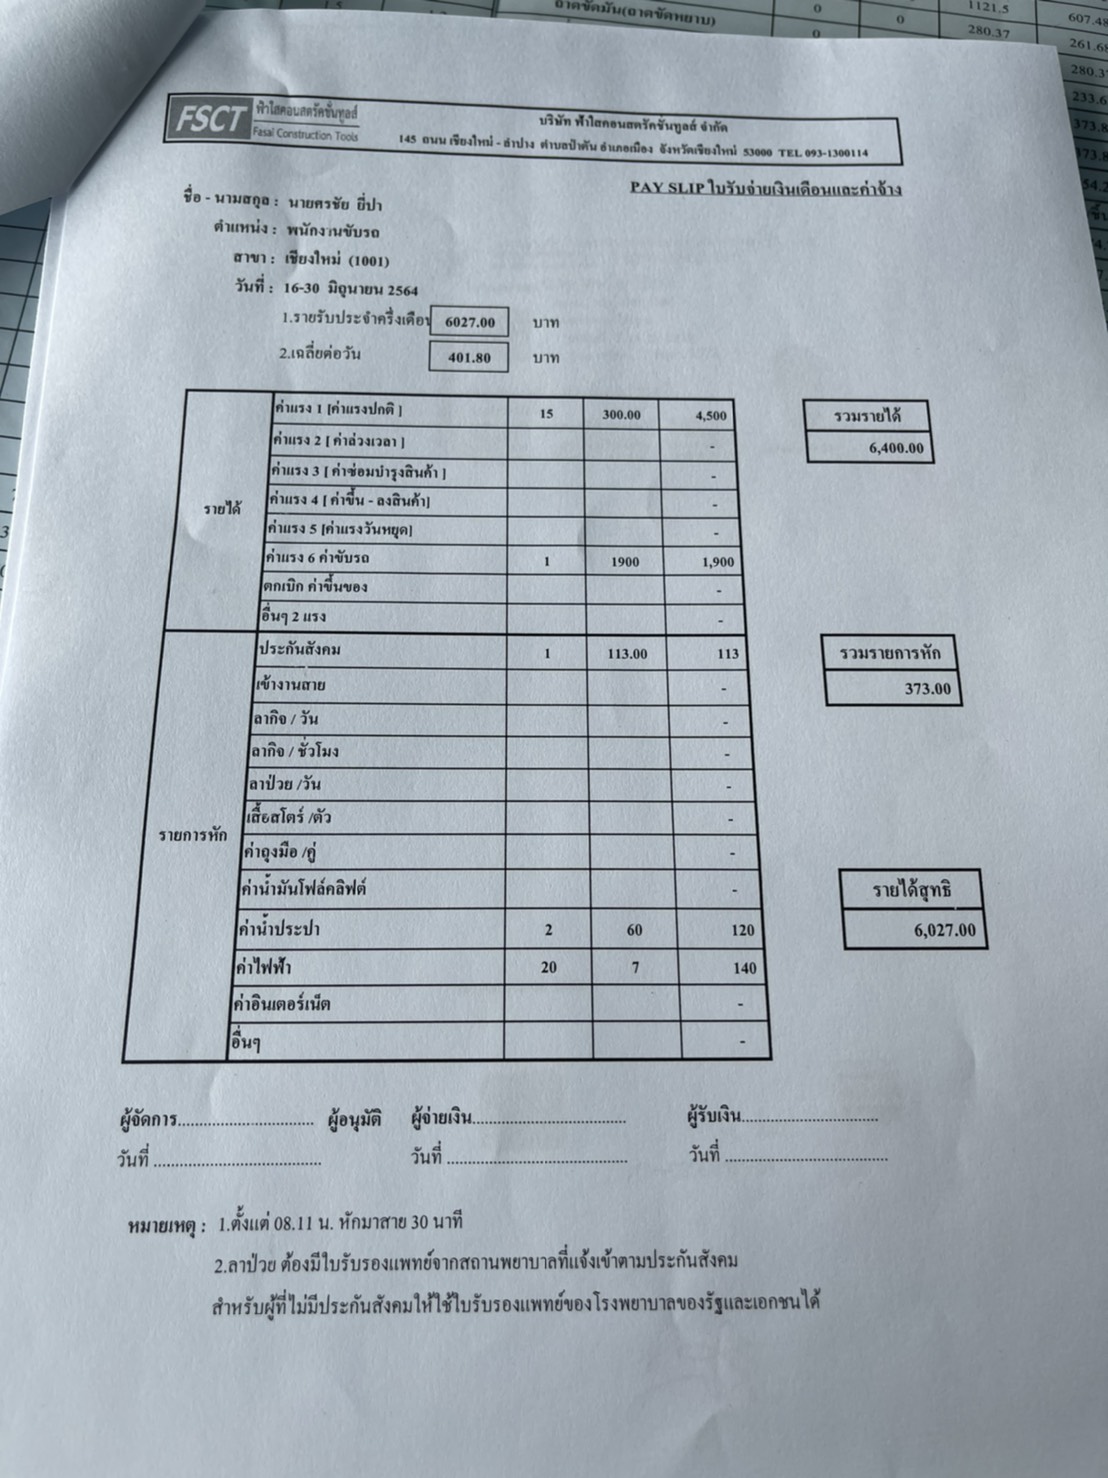 ถาดขัดมัน(ถาดขัดหยาบ) 0 1121.5 607.48
0 0 280.37 261.68
280.37
233.6
373.8
373.8
FSCT ฟ้าใสคอนสตรัคชั่นทูลส์
Fasai Construction Tools
บริษัท ฟ้าใสคอนสตรัคชั่นทูลส์ จำกัด
145 ถนน เชียงใหม่ - ลำปาง ตำบลป่าตัน อำเภอเมือง จังหวัดเชียงใหม่ 53000 TEL 093-1300114
PAY SLIP ใบรับจ่ายเงินเดือนและค่าจ้าง
ชื่อ - นามสกุล : นายศรชัย ยี่ปา
ตำแหน่ง : พนักงานขับรถ
สาขา : เชียงใหม่ (1001)
วันที่ : 16-30 มิถุนายน 2564
1.รายรับประจำครึ่งเดือน 6027.00 บาท
2.เฉลี่ยต่อวัน 401.80 บาท
รายได้
ค่าแรง 1 [ค่าแรงปกติ ] 15 300.00 4,500
ค่าแรง 2 [ ค่าล่วงเวลา ] -
ค่าแรง 3 [ ค่าซ่อมบำรุงสินค้า ] -
ค่าแรง 4 [ ค่าขึ้น - ลงสินค้า] -
ค่าแรง 5 [ค่าแรงวันหยุด] -
ค่าแรง 6 ค่าขับรถ 1 1900 1,900
ตกเบิก ค่าขึ้นของ -
อื่นๆ 2 แรง -
รวมรายได้
6,400.00
รายการหัก
ประกันสังคม 1 113.00 113
เข้างานสาย -
ลากิจ / วัน -
ลากิจ / ชั่วโมง -
ลาป่วย /วัน -
เสื้อสโตร์ /ตัว -
ค่าถุงมือ /คู่ -
ค่าน้ำมันโฟล์คลิฟต์ -
ค่าน้ำประปา 2 60 120
ค่าไฟฟ้า 20 7 140
ค่าอินเตอร์เน็ต -
อื่นๆ -
รวมรายการหัก
373.00
รายได้สุทธิ
6,027.00
ผู้จัดการ.............................. ผู้อนุมัติ ผู้จ่ายเงิน.................................. ผู้รับเงิน..............................
วันที่ ..................................... วันที่ ........................................ วันที่ ....................................
หมายเหตุ : 1.ตั้งแต่ 08.11 น. หักมาสาย 30 นาที
2.ลาป่วย ต้องมีใบรับรองแพทย์จากสถานพยาบาลที่แจ้งเข้าตามประกันสังคม
สำหรับผู้ที่ไม่มีประกันสังคมให้ใช้ใบรับรองแพทย์ของโรงพยาบาลของรัฐและเอกชนได้